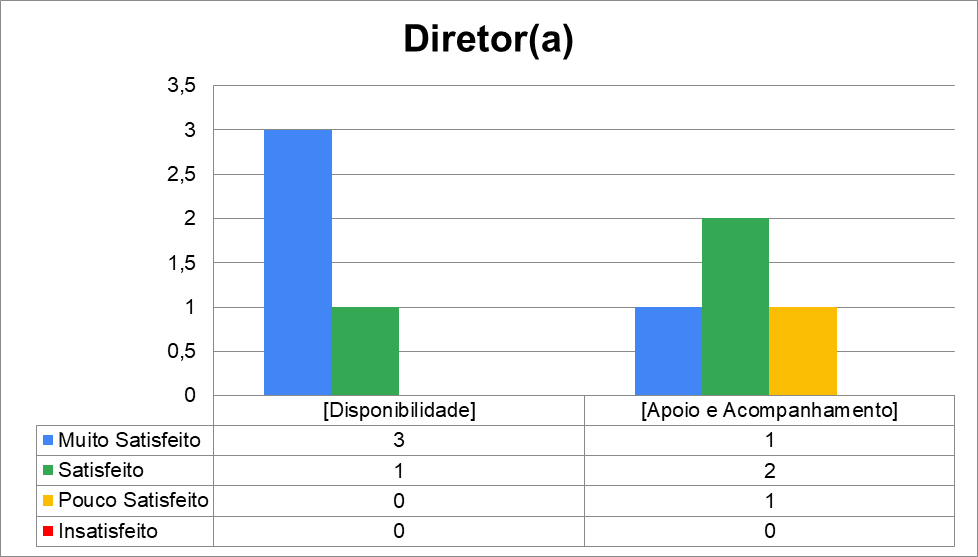 Diretor(a)
3,5
3
2,5
2
1,5
1
0,5
0
[Disponibilidade] [Apoio e Acompanhamento]
Muito Satisfeito 3 1
Satisfeito 1 2
Pouco Satisfeito 0 1
Insatisfeito 0 0